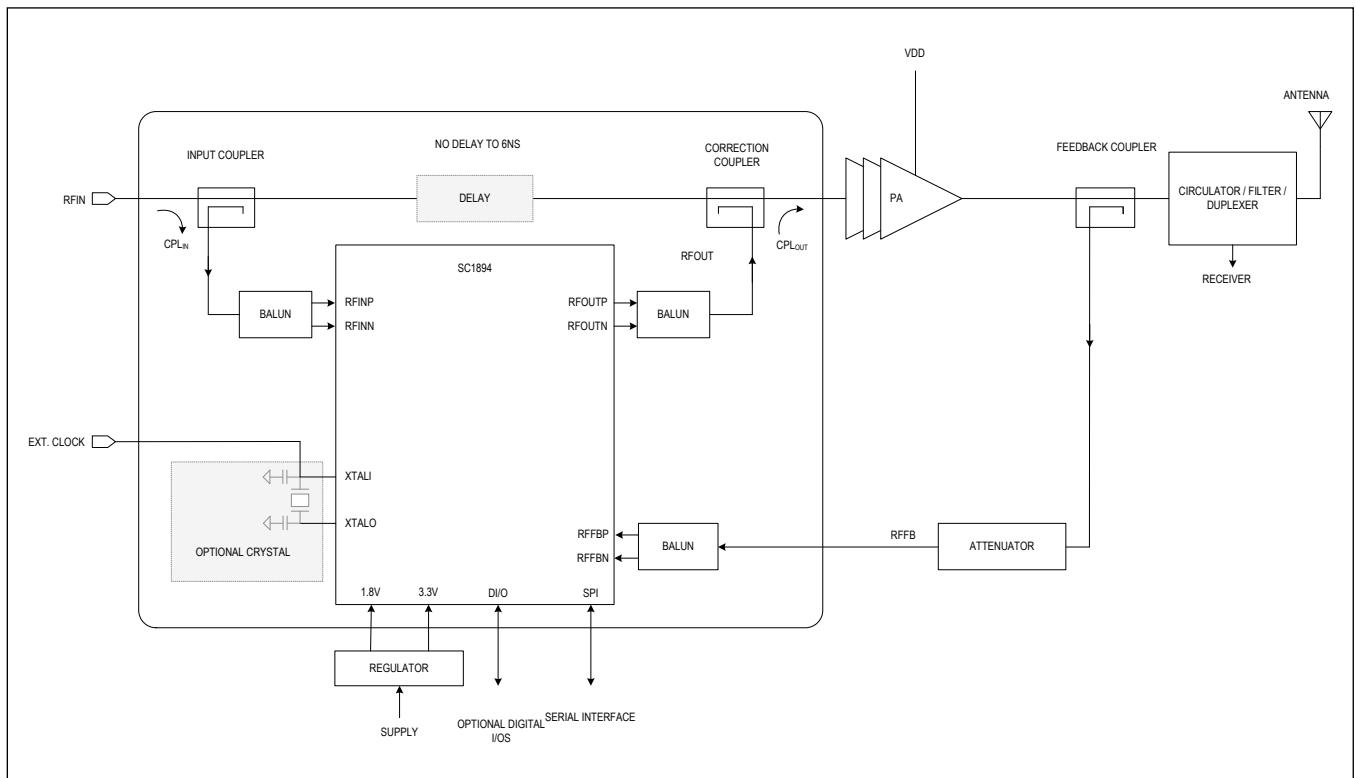 VDD
ANTENNA
INPUT COUPLER
NO DELAY TO 6NS
CORRECTION
COUPLER
FEEDBACK COUPLER
RFIN
DELAY
PA
CIRCULATOR / FILTER /
DUPLEXER
CPLIN
CPLOUT
RFOUT
SC1894
RECEIVER
BALUN
RFINP
RFINN
RFOUTP
RFOUTN
BALUN
EXT. CLOCK
XTALI
XTALO
OPTIONAL CRYSTAL
RFFBP
RFFBN
BALUN
RFFB
ATTENUATOR
1.8V
3.3V
DI/O
SPI
REGULATOR
SUPPLY
OPTIONAL DIGITAL
I/OS
SERIAL INTERFACE